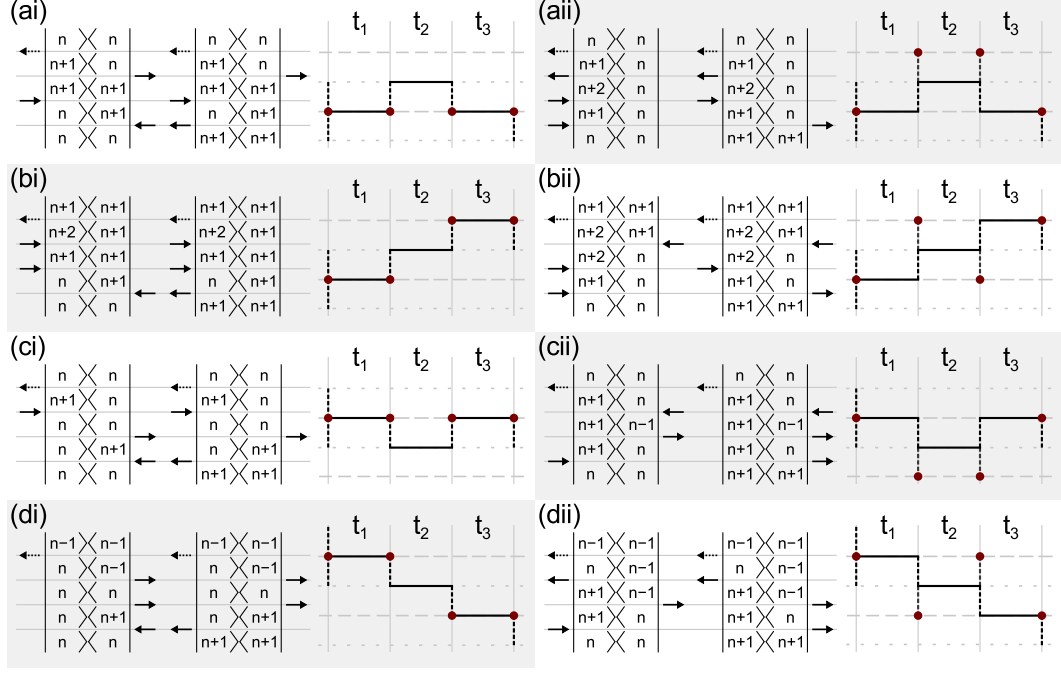 (ai)
t1 t2 t3
n n n n
n+1 n n+1 n
n+1 n+1 n+1 n+1
n n+1 n n+1
n n n+1 n+1
(aii)
t1 t2 t3
n n n n
n+1 n n+1 n
n+2 n n+2 n
n+1 n n+1 n
n n n+1 n+1
(bi)
t1 t2 t3
n+1 n+1 n+1 n+1
n+2 n+1 n+2 n+1
n+1 n+1 n+1 n+1
n n+1 n n+1
n n n+1 n+1
(bii)
t1 t2 t3
n+1 n+1 n+1 n+1
n+2 n+1 n+2 n+1
n+2 n n+2 n
n+1 n n+1 n
n n n+1 n+1
(ci)
t1 t2 t3
n n n n
n+1 n n+1 n
n n n n
n n+1 n n+1
n n n+1 n+1
(cii)
t1 t2 t3
n n n n
n+1 n n+1 n
n+1 n−1 n+1 n−1
n+1 n n+1 n
n n n+1 n+1
(di)
t1 t2 t3
n−1 n−1 n−1 n−1
n n−1 n n−1
n n n n
n n+1 n n+1
n n n+1 n+1
(dii)
t1 t2 t3
n−1 n−1 n−1 n−1
n n−1 n n−1
n+1 n−1 n+1 n−1
n+1 n n+1 n
n n n+1 n+1